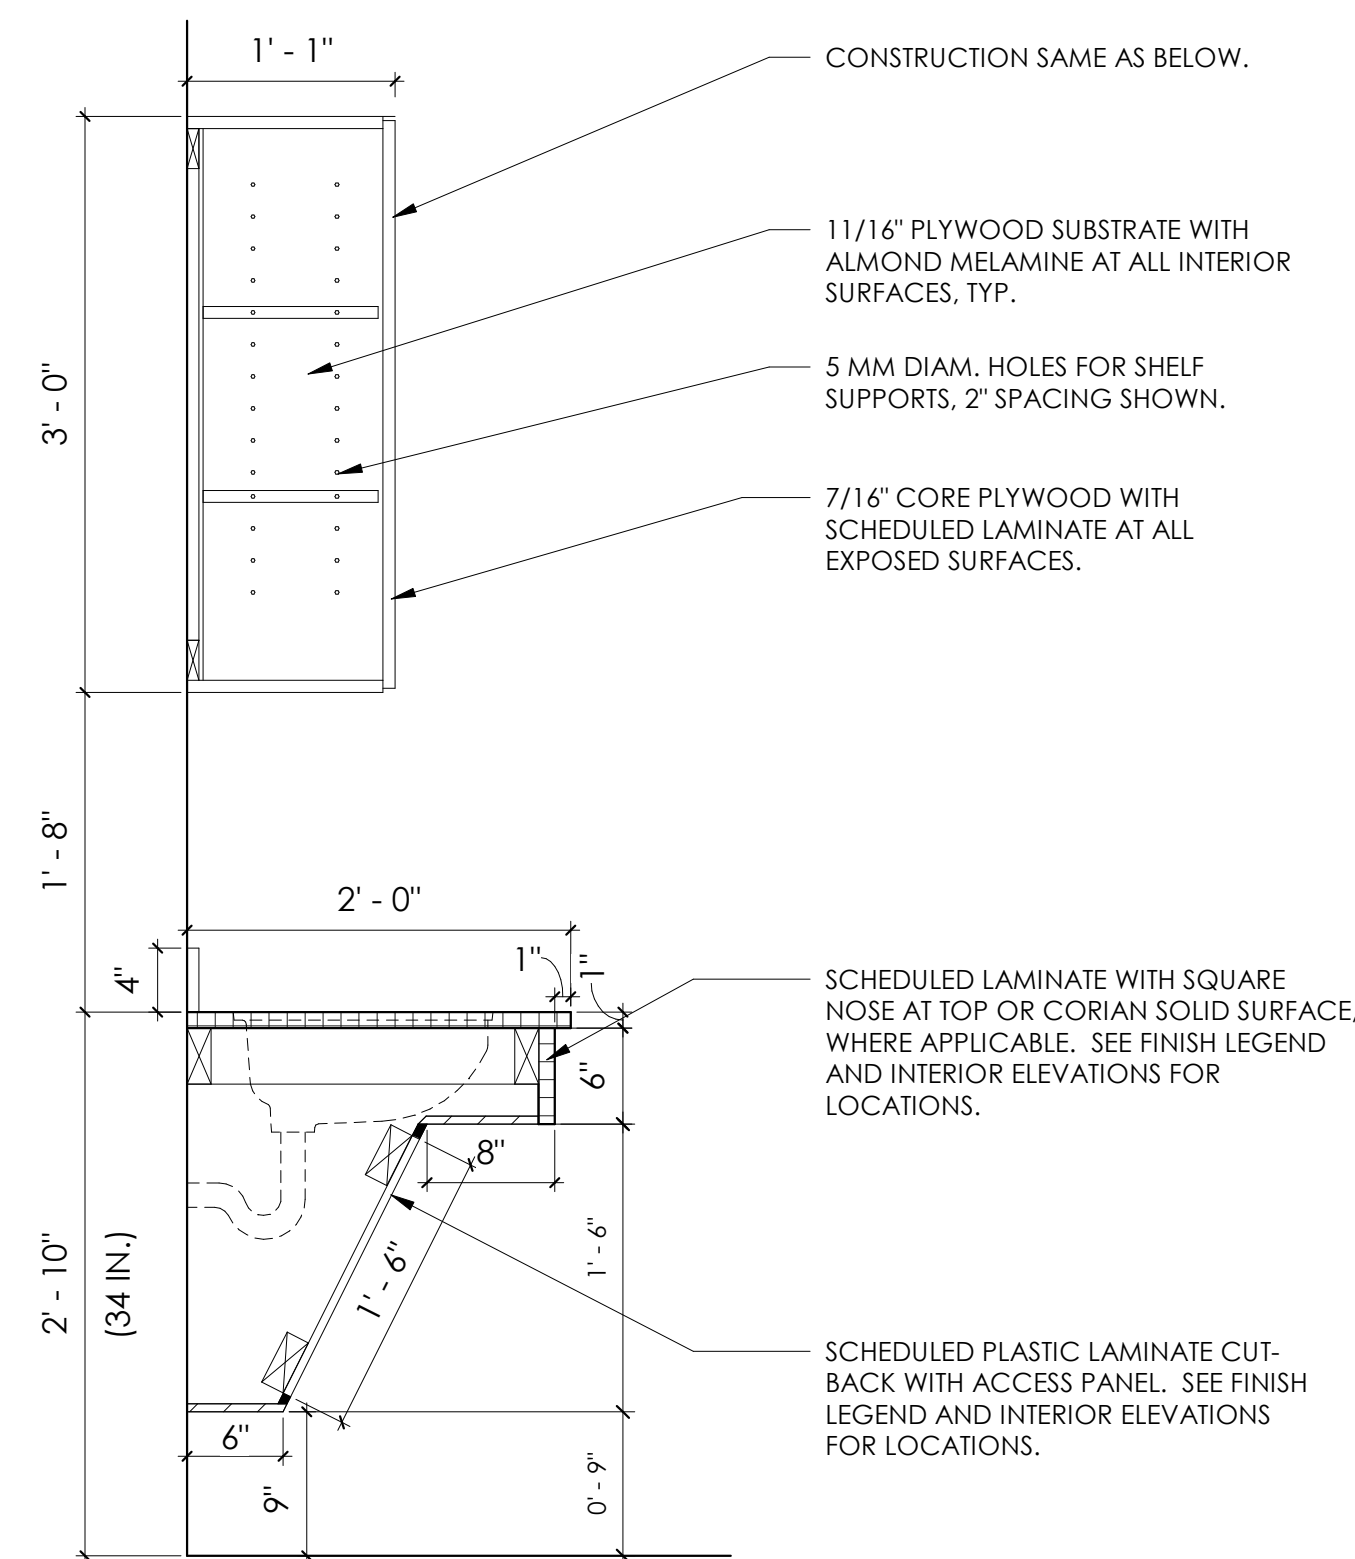 1' - 1"
CONSTRUCTION SAME AS BELOW.
11/16" PLYWOOD SUBSTRATE WITH
ALMOND MELAMINE AT ALL INTERIOR
SURFACES, TYP.
5 MM DIAM. HOLES FOR SHELF
SUPPORTS, 2" SPACING SHOWN.
3' - 0"
7/16" CORE PLYWOOD WITH
SCHEDULED LAMINATE AT ALL
EXPOSED SURFACES.
1' - 8"
2' - 0"
4"
1"
1"
SCHEDULED LAMINATE WITH SQUARE
NOSE AT TOP OR CORIAN SOLID SURFACE,
WHERE APPLICABLE.  SEE FINISH LEGEND
AND INTERIOR ELEVATIONS FOR
LOCATIONS.
6"
8"
2' - 10"
(34 IN.)
1' - 6"
1' - 6"
SCHEDULED PLASTIC LAMINATE CUT-
BACK WITH ACCESS PANEL.  SEE FINISH
LEGEND AND INTERIOR ELEVATIONS
FOR LOCATIONS.
6"
9"
0' - 9"